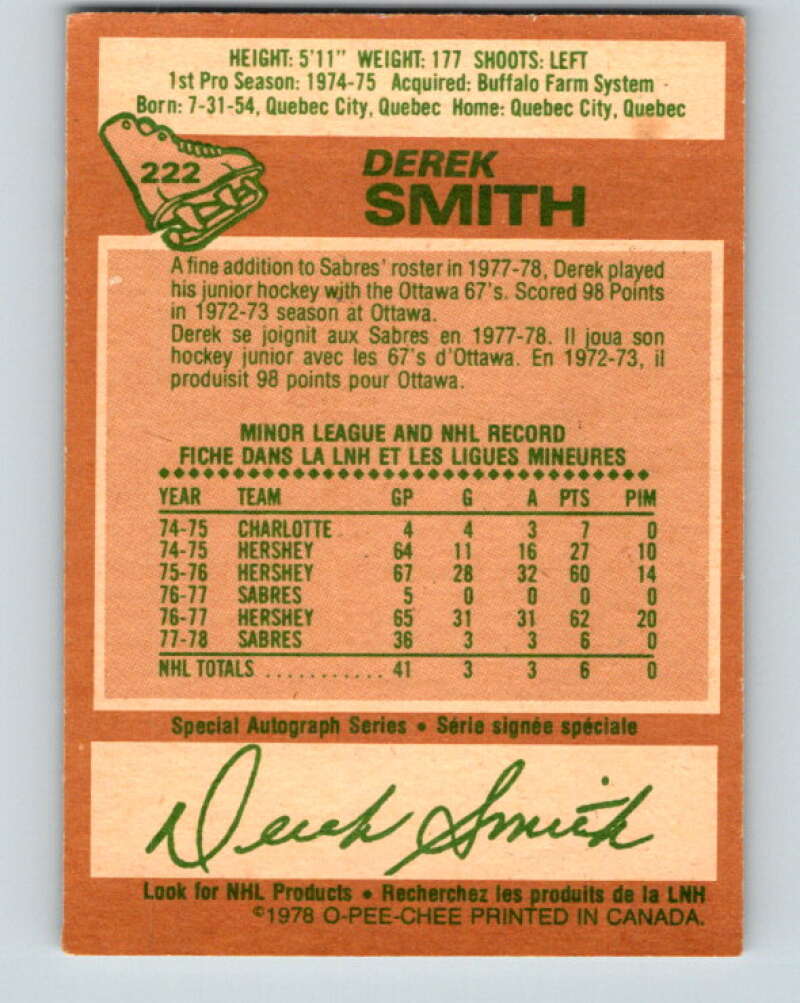 HEIGHT: 5'11" WEIGHT: 177 SHOOTS: LEFT
1st Pro Season: 1974-75 Acquired: Buffalo Farm System
Born: 7-31-54, Quebec City, Quebec Home: Quebec City, Quebec
222
DEREK
SMITH
A fine addition to Sabres' roster in 1977-78, Derek played
his junior hockey with the Ottawa 67's. Scored 98 Points
in 1972-73 season at Ottawa.
Derek se joignit aux Sabres en 1977-78. Il joua son
hockey junior avec les 67's d'Ottawa. En 1972-73, il
produisit 98 points pour Ottawa.
MINOR LEAGUE AND NHL RECORD
FICHE DANS LA LNH ET LES LIGUES MINEURES
YEAR TEAM GP G A PTS PIM
74-75 CHARLOTTE 4 4 3 7 0
74-75 HERSHEY 64 11 16 27 10
75-76 HERSHEY 67 28 32 60 14
76-77 SABRES 5 0 0 0 0
76-77 HERSHEY 65 31 31 62 20
77-78 SABRES 36 3 3 6 0
NHL TOTALS ........... 41 3 3 6 0
Special Autograph Series • Série signée spéciale
Derek Smith
Look for NHL Products • Recherchez les produits de la LNH
©1978 O-PEE-CHEE PRINTED IN CANADA.